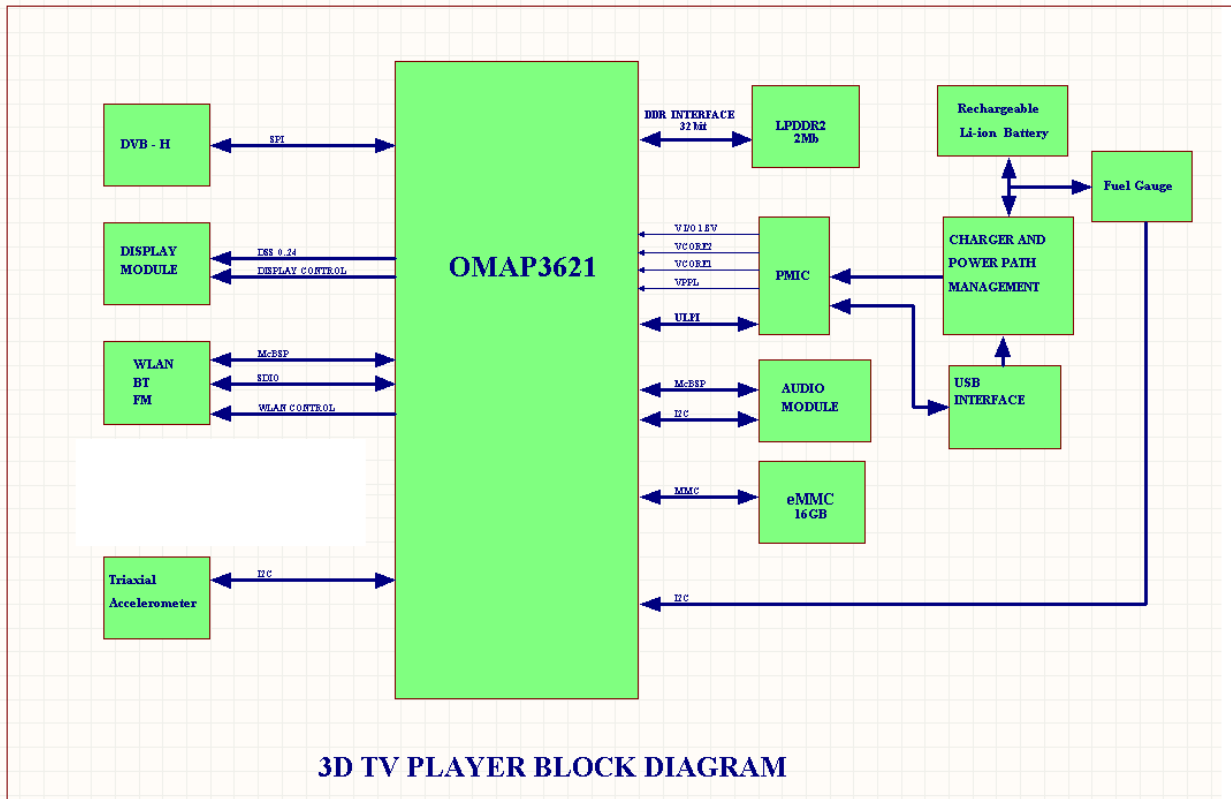 DVB - H
SPI
DISPLAY
MODULE
DSS 0..24
DISPLAY CONTROL
WLAN
BT
FM
McBSP
SDIO
WLAN CONTROL
Triaxial
Accelerometer
I2C
OMAP3621
DDR INTERFACE
32 bit
LPDDR2
2Mb
V I/O 1.8V
VCORE2
VCORE1
VPPL
ULPI
PMIC
McBSP
I2C
AUDIO
MODULE
MMC
eMMC
16GB
I2C
Rechargeable
Li-ion Battery
Fuel Gauge
CHARGER AND
POWER PATH
MANAGEMENT
USB
INTERFACE
3D TV PLAYER BLOCK DIAGRAM